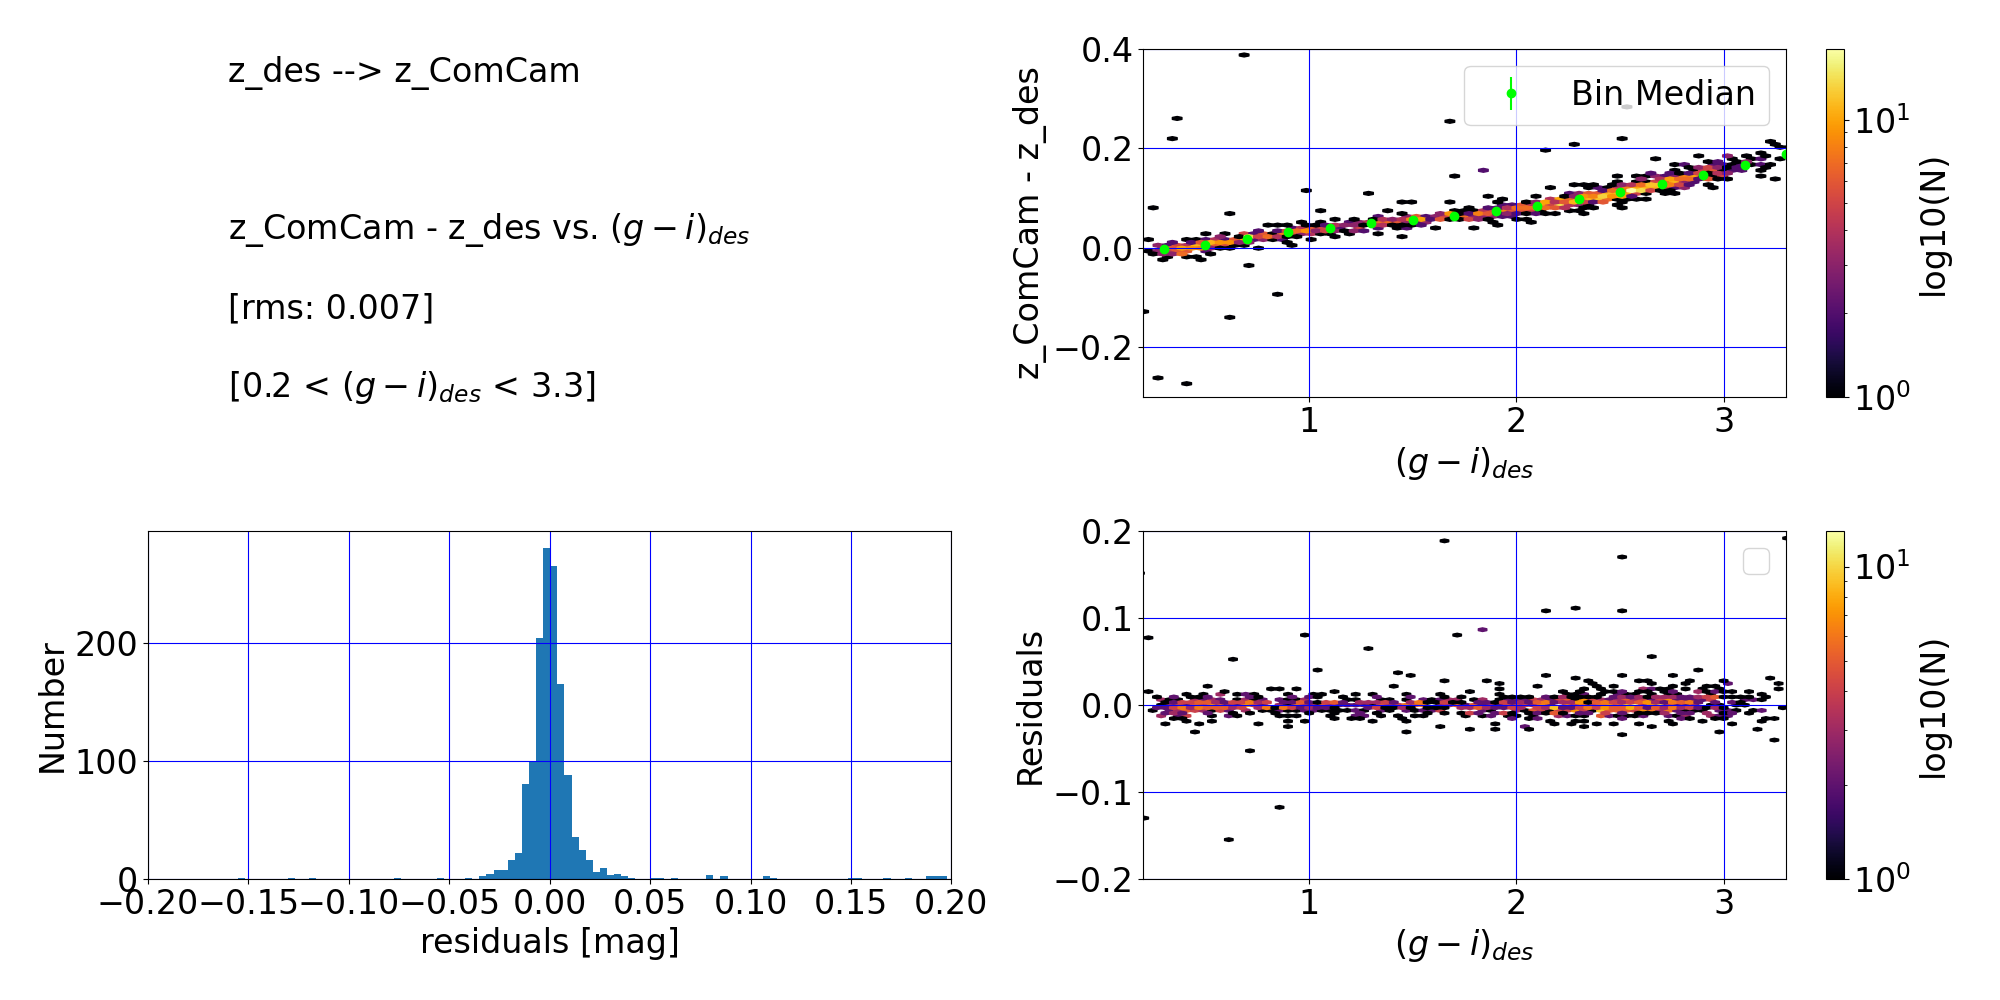 z_des --> z_ComCam
z_ComCam - z_des vs. (g − i)des
[rms: 0.007]
[0.2 < (g − i)des < 3.3]
z_ComCam - z_des
0.4
0.2
0.0
−0.2
Bin Median
1 2 3
(g − i)des
10¹
10⁰
log10(N)
Number
200
100
0
−0.20 −0.15 −0.10 −0.05 0.00 0.05 0.10 0.15 0.20
residuals [mag]
Residuals
0.2
0.1
0.0
−0.1
−0.2
1 2 3
(g − i)des
10¹
10⁰
log10(N)